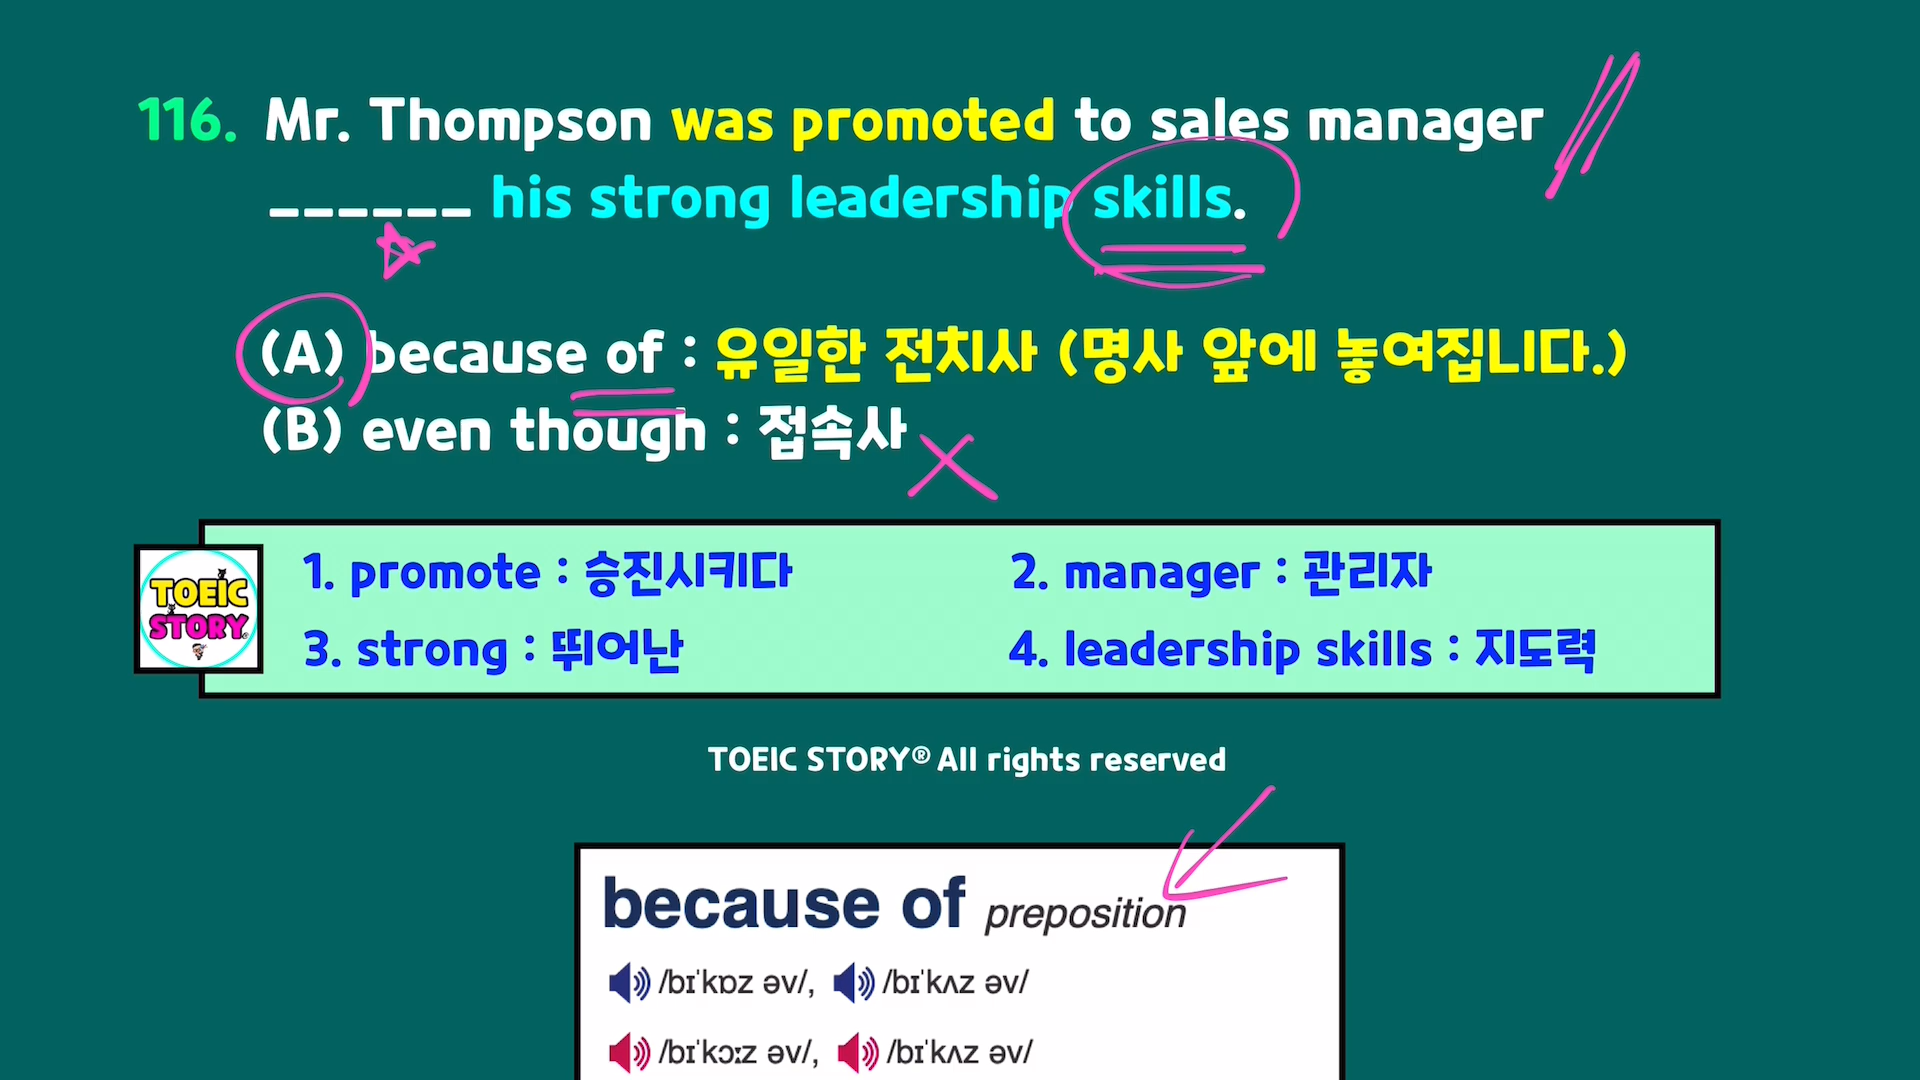 116. Mr. Thompson was promoted to sales manager
______ his strong leadership skills.
(A) because of : 유일한 전치사 (명사 앞에 놓여집니다.)
(B) even though : 접속사
TOEIC
STORY
1. promote : 승진시키다
2. manager : 관리자
3. strong : 뛰어난
4. leadership skills : 지도력
TOEIC STORY® All rights reserved
because of preposition
/bɪˈkɒz əv/, /bɪˈkʌz əv/
/bɪˈkɔːz əv/, /bɪˈkʌz əv/